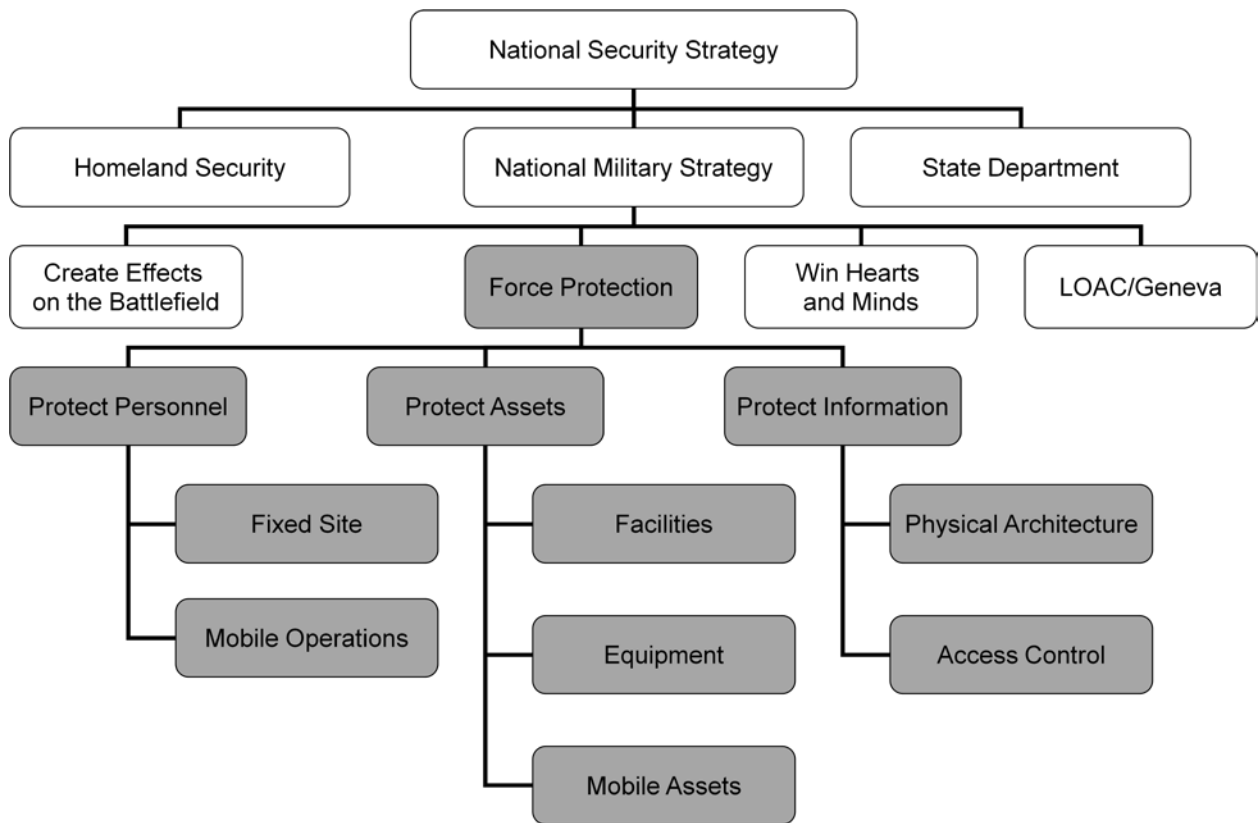 National Security Strategy
Homeland Security
National Military Strategy
State Department
Create Effects
on the Battlefield
Force Protection
Win Hearts
and Minds
LOAC/Geneva
Protect Personnel
Protect Assets
Protect Information
Fixed Site
Facilities
Physical Architecture
Mobile Operations
Equipment
Access Control
Mobile Assets